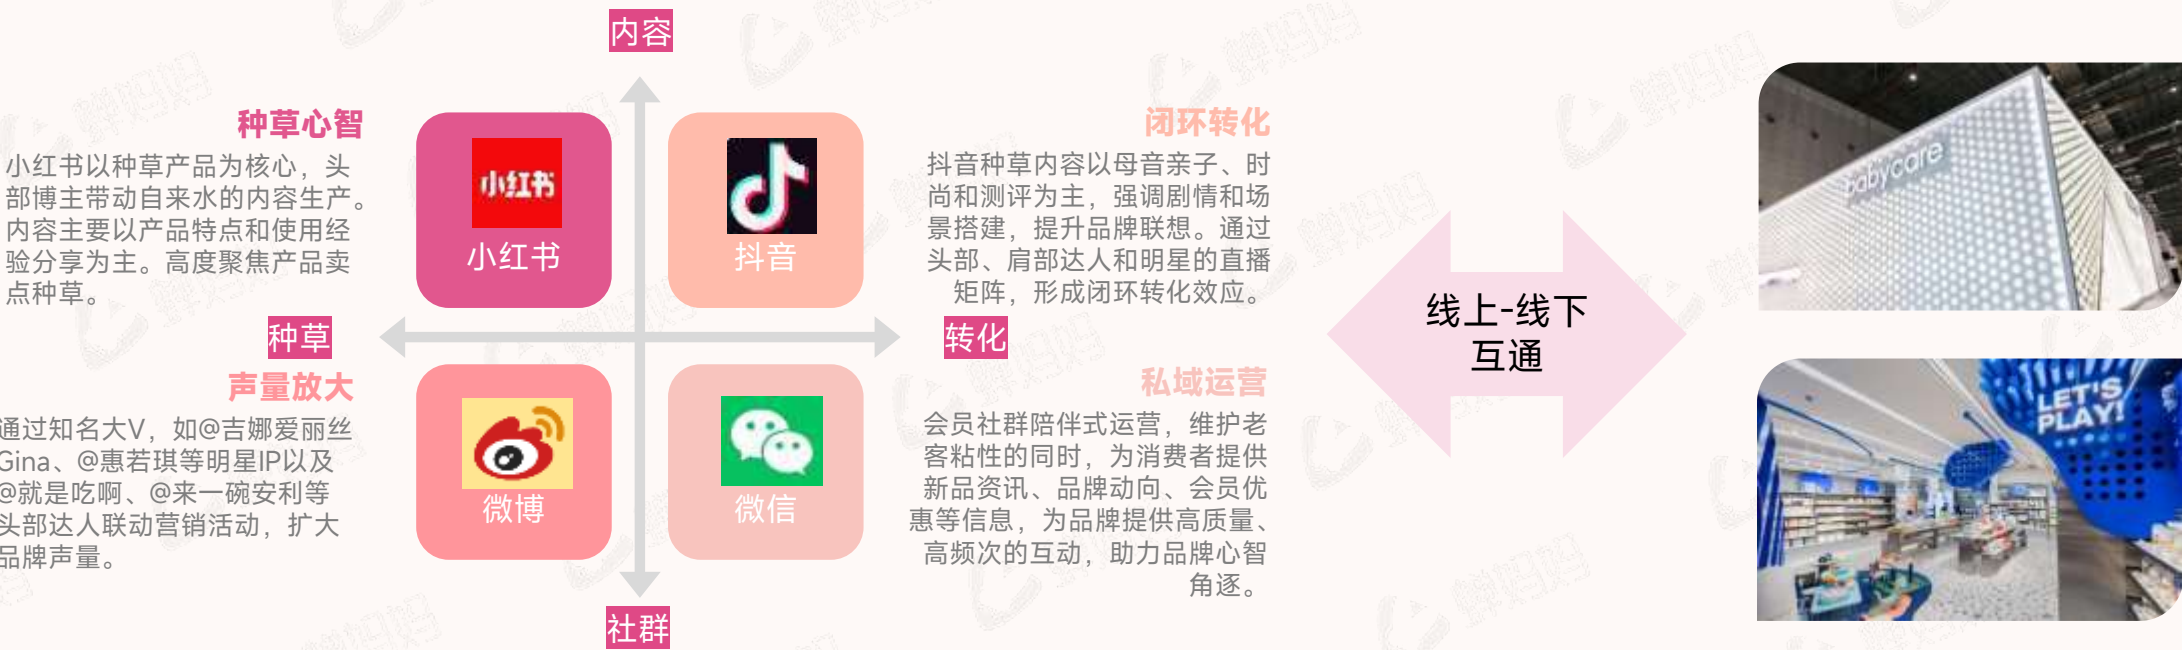 内容
种草心智
小红书以种草产品为核心，头
部博主带动自来水的内容生产。
内容主要以产品特点和使用经
验分享为主。高度聚焦产品卖
点种草。
小红书
小红书
抖音
闭环转化
抖音种草内容以母音亲子、时
尚和测评为主，强调剧情和场
景搭建，提升品牌联想。通过
头部、肩部达人和明星的直播
矩阵，形成闭环转化效应。
种草
转化
声量放大
通过知名大V，如@吉娜爱丽丝
Gina、@惠若琪等明星IP以及
@就是吃啊、@来一碗安利等
头部达人联动营销活动，扩大
品牌声量。
微博
微信
私域运营
会员社群陪伴式运营，维护老
客粘性的同时，为消费者提供
新品资讯、品牌动向、会员优
惠等信息，为品牌提供高质量、
高频次的互动，助力品牌心智
角逐。
社群
线上-线下
互通
babycare
LET'S
PLAY!
蝉妈妈